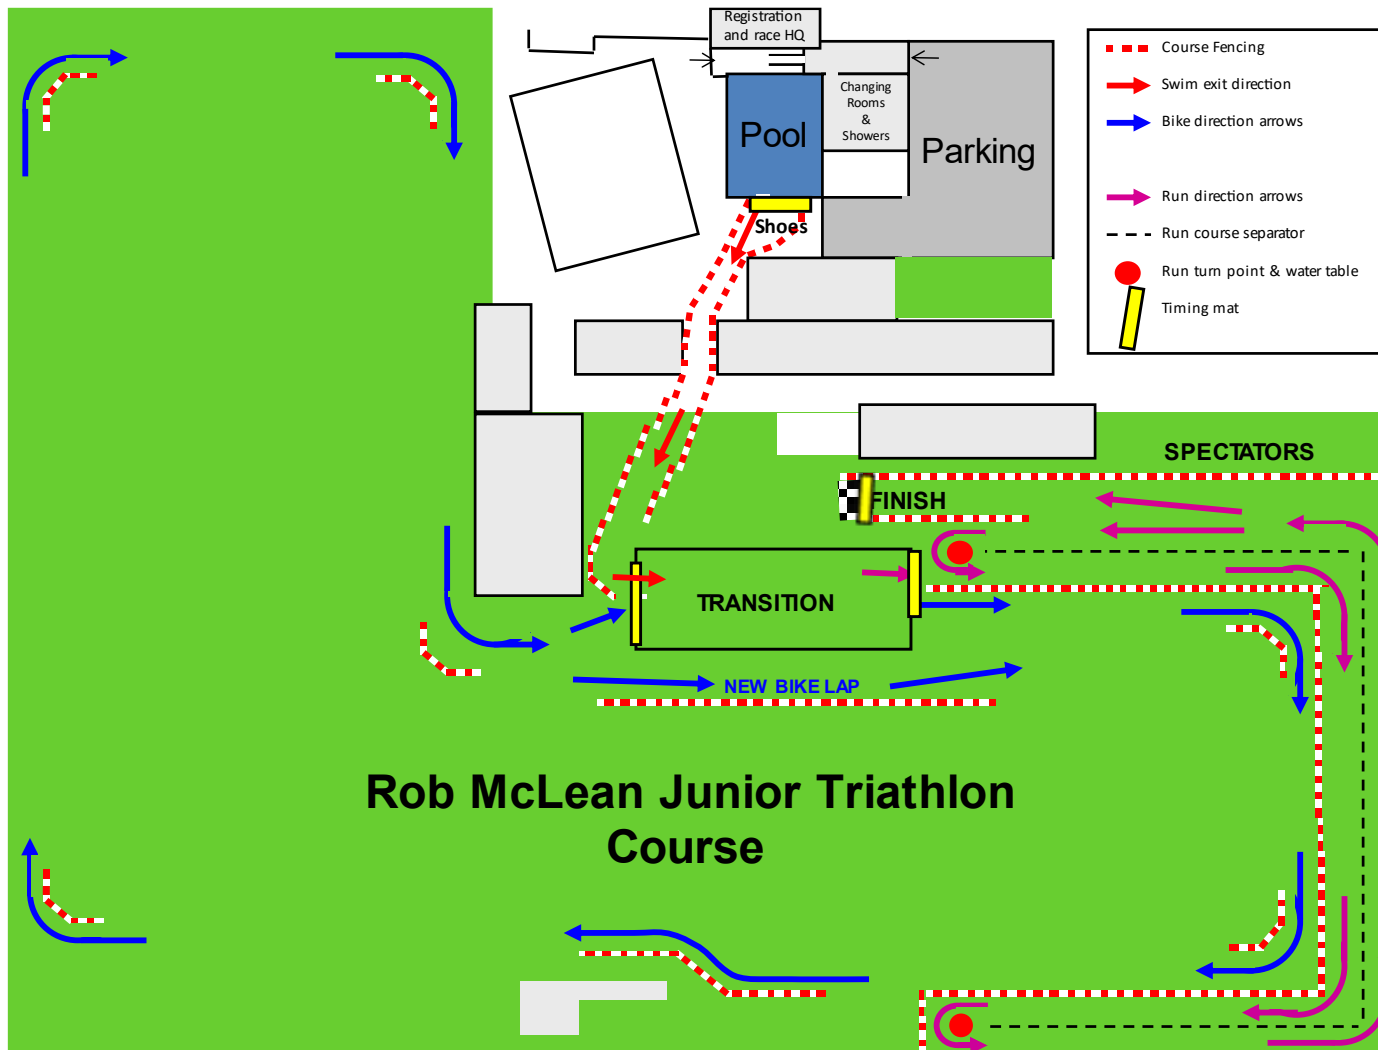 Registration
and race HQ
Changing
Rooms
&
Showers
Pool
Parking
Shoes
Course Fencing
Swim exit direction
Bike direction arrows
Run direction arrows
Run course separator
Run turn point & water table
Timing mat
SPECTATORS
FINISH
TRANSITION
NEW BIKE LAP
Rob McLean Junior Triathlon
Course